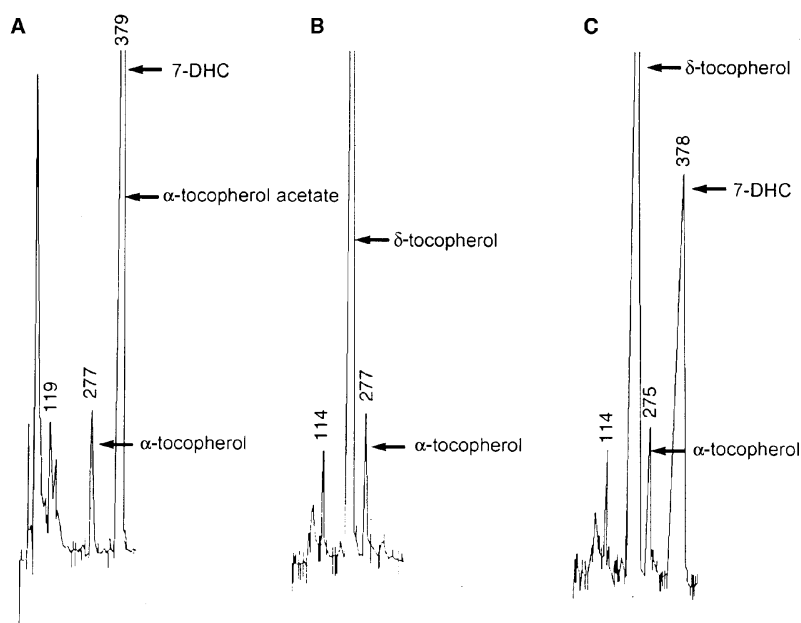 A
379
7-DHC
α-tocopherol acetate
119
277
α-tocopherol
B
δ-tocopherol
114
277
α-tocopherol
C
δ-tocopherol
378
7-DHC
114
275
α-tocopherol